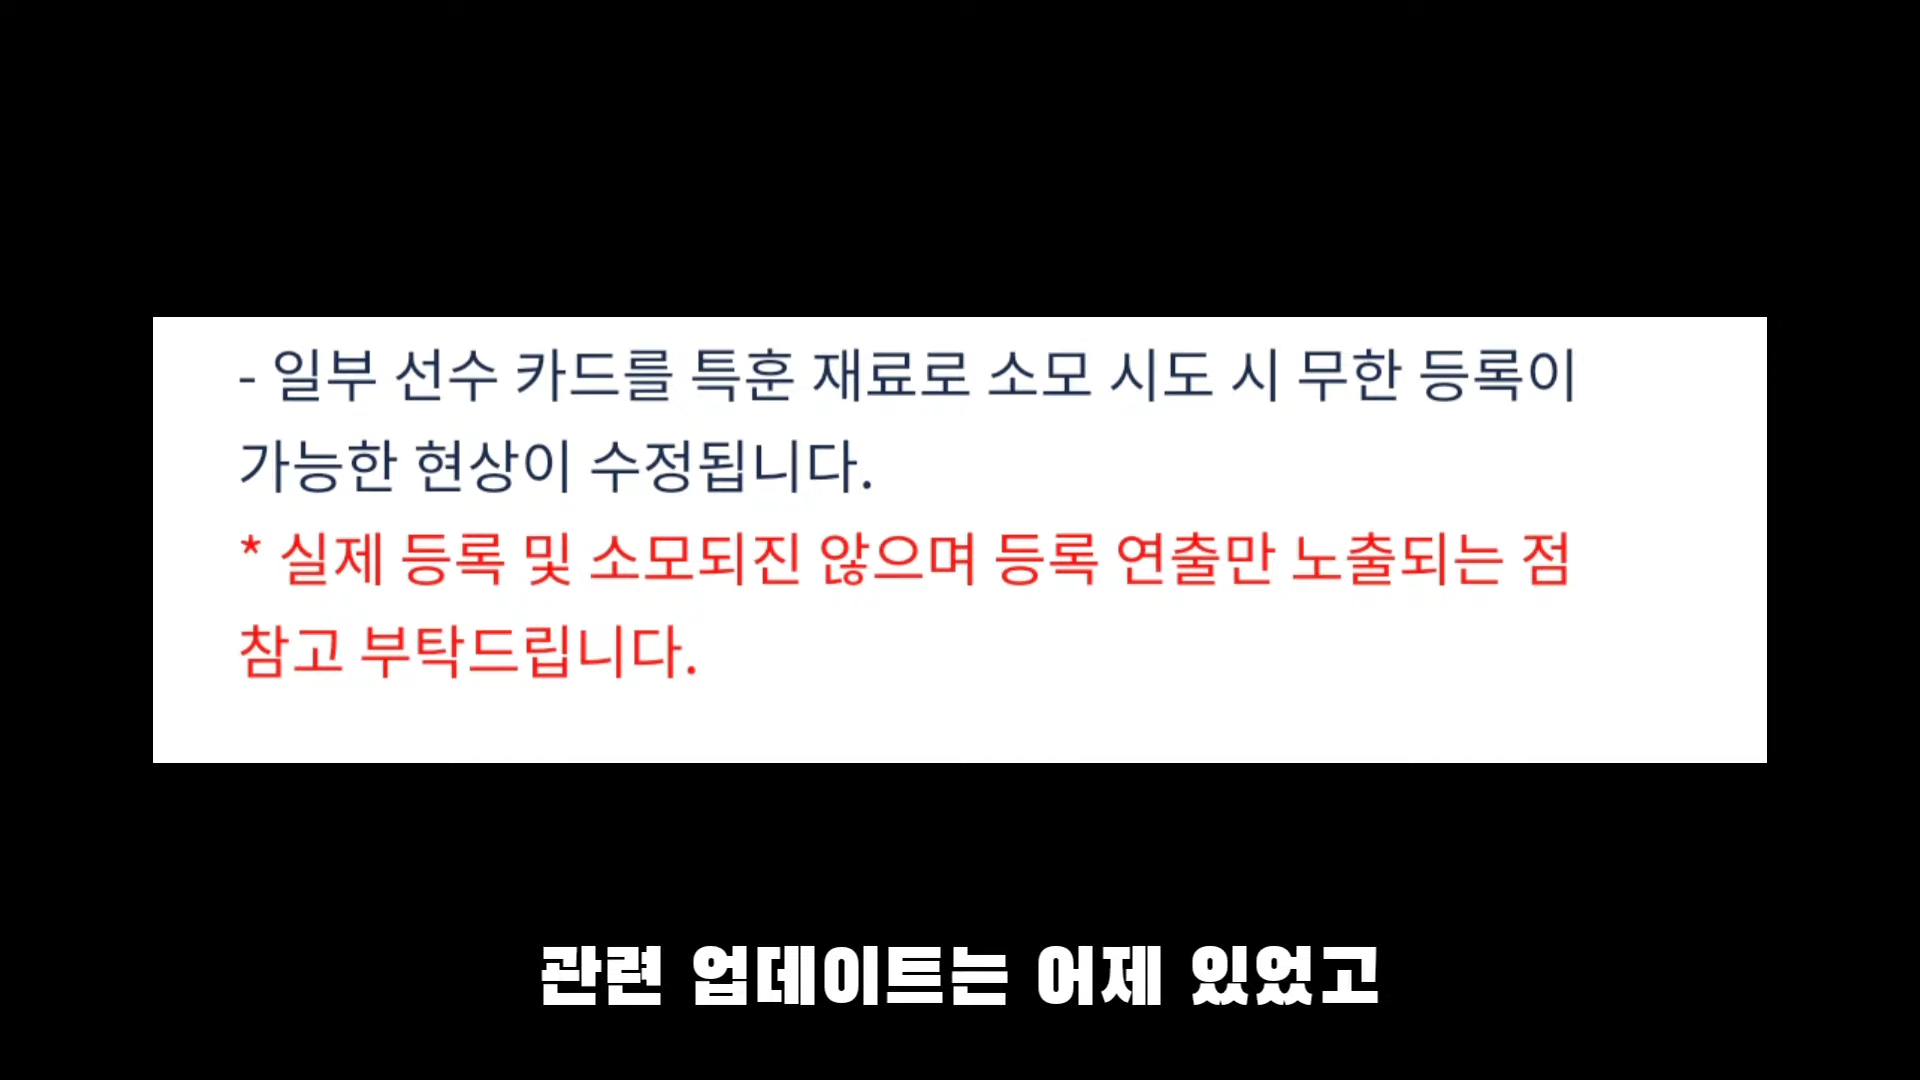 - 일부 선수 카드를 특훈 재료로 소모 시도 시 무한 등록이
가능한 현상이 수정됩니다.
* 실제 등록 및 소모되진 않으며 등록 연출만 노출되는 점
참고 부탁드립니다.
관련 업데이트는 어제 있었고